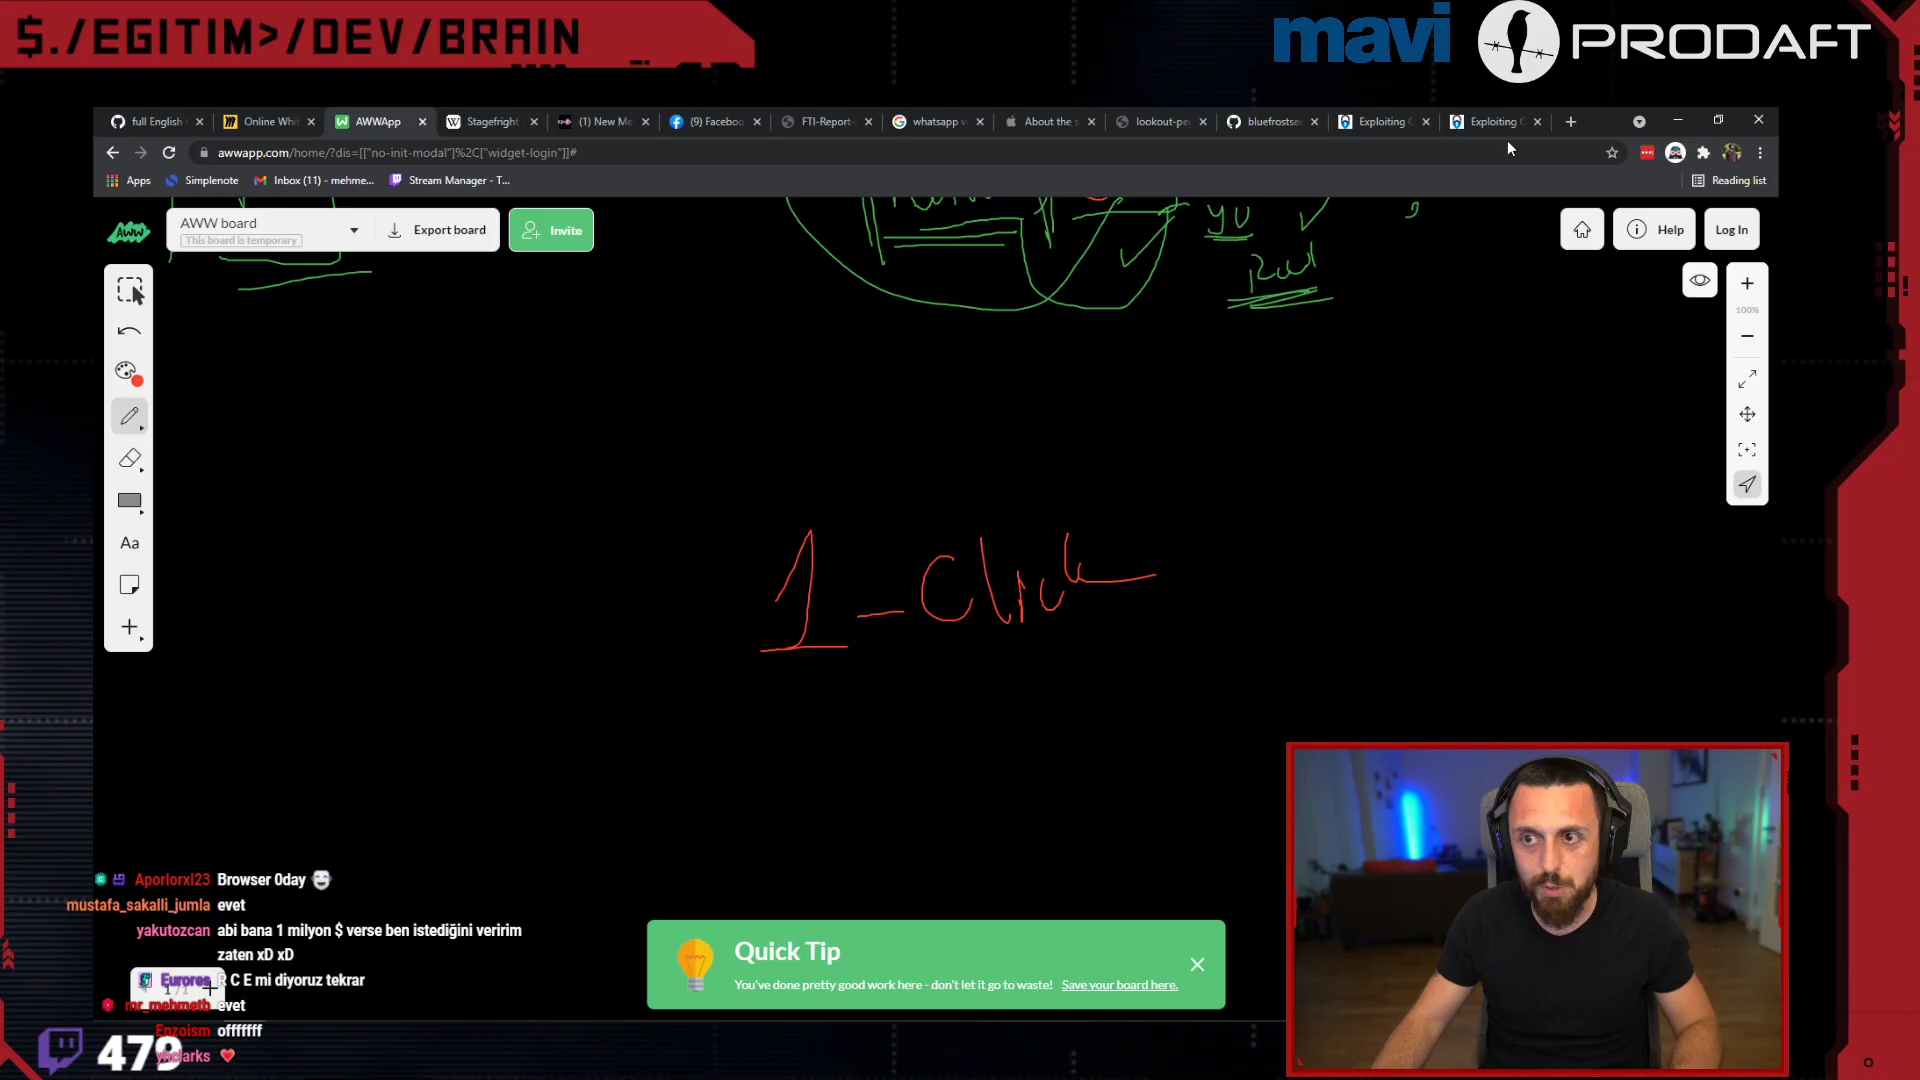 $./EGITIM>/DEV/BRAIN
mavi PRODAFT
full English
Online Whi
AWWApp
Stagefright
(1) New Me
(9) Faceboo
FTI-Report-
whatsapp v
About the s
lookout-pe
bluefrostse
Exploiting C
Exploiting C
awwapp.com/home/?dis=[["no-init-modal"]%2C["widget-login"]]#
Apps Simplenote Inbox (11) - mehme... Stream Manager - T... Reading list
AWW AWW board
This board is temporary
Export board
Invite
Help
Log In
yu
100%
Aa
1-Click
Aporlorxl23 Browser 0day
mustafa_sakalli_jumla evet
yakutozcan abi bana 1 milyon $ verse ben istediğini veririm
zaten xD xD
Eurores R C E mi diyoruz tekrar
mr_mehmetb evet
Enzoism offffffff
479
Quick Tip
You've done pretty good work here - don't let it go to waste! Save your board here.